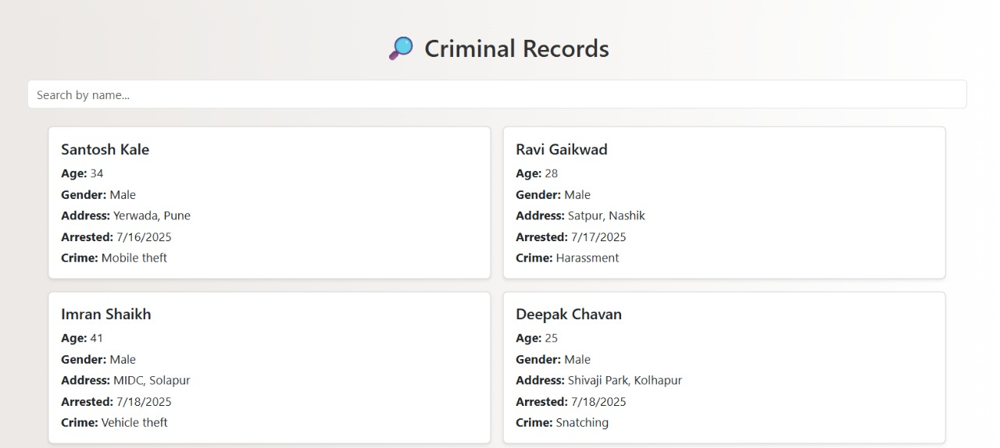 Criminal Records
Search by name...
Santosh Kale
Age: 34
Gender: Male
Address: Yerwada, Pune
Arrested: 7/16/2025
Crime: Mobile theft
Ravi Gaikwad
Age: 28
Gender: Male
Address: Satpur, Nashik
Arrested: 7/17/2025
Crime: Harassment
Imran Shaikh
Age: 41
Gender: Male
Address: MIDC, Solapur
Arrested: 7/18/2025
Crime: Vehicle theft
Deepak Chavan
Age: 25
Gender: Male
Address: Shivaji Park, Kolhapur
Arrested: 7/18/2025
Crime: Snatching